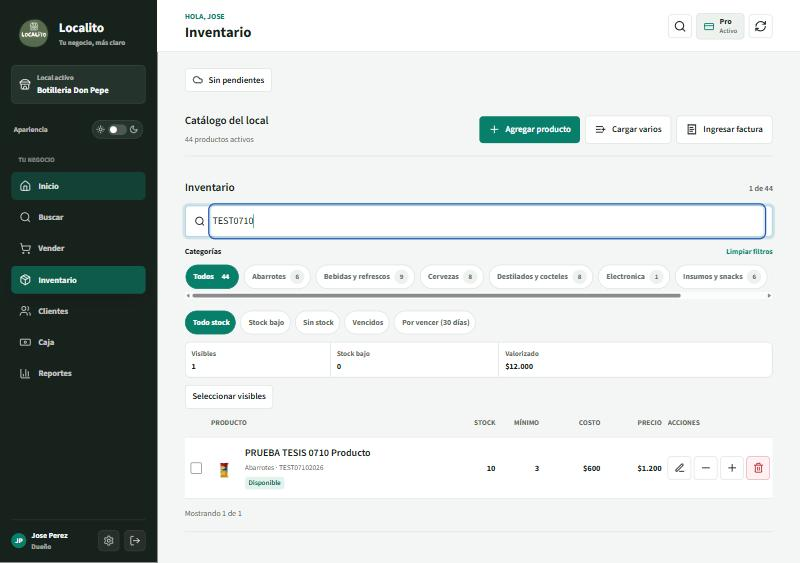 LOCALITO
Localito
Tu negocio, más claro
Local activo
Botillería Don Pepe
Apariencia
TU NEGOCIO
Inicio
Buscar
Vender
Inventario
Clientes
Caja
Reportes
JP
Jose Perez
Dueño
HOLA, JOSE
Inventario
Pro
Activo
Sin pendientes
Catálogo del local
44 productos activos
Agregar producto
Cargar varios
Ingresar factura
Inventario
1 de 44
TEST0710
Categorías
Limpiar filtros
Todos 44
Abarrotes 6
Bebidas y refrescos 9
Cervezas 8
Destilados y cocteles 8
Electronica 1
Insumos y snacks 6
Todo stock
Stock bajo
Sin stock
Vencidos
Por vencer (30 días)
Visibles
1
Stock bajo
0
Valorizado
$12.000
Seleccionar visibles
PRODUCTO STOCK MÍNIMO COSTO PRECIO ACCIONES
PRUEBA TESIS 0710 Producto
Abarrotes · TEST07102026
Disponible
10 3 $600 $1.200
Mostrando 1 de 1